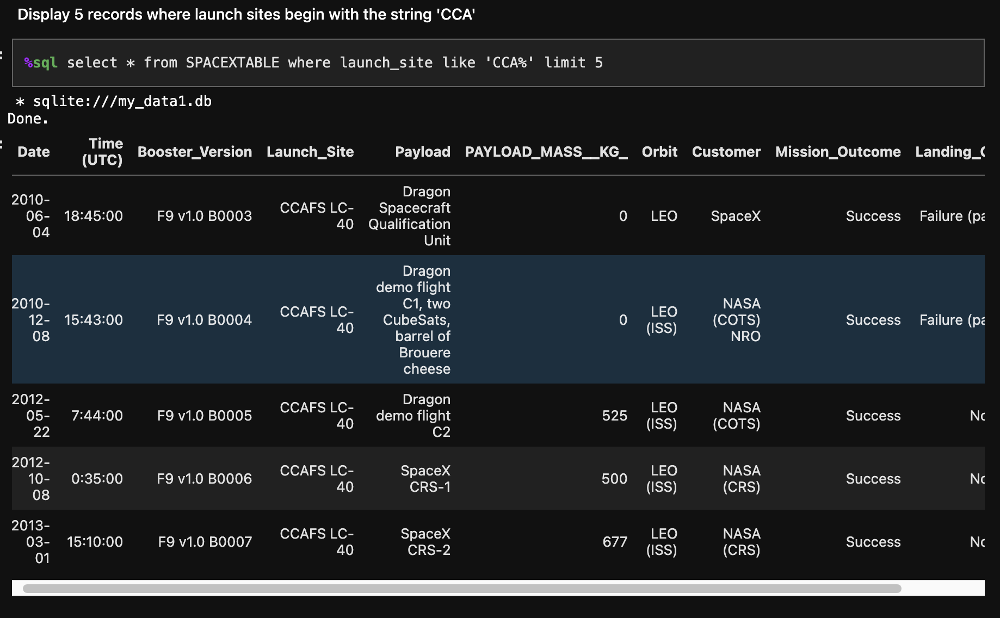 Display 5 records where launch sites begin with the string 'CCA'
%sql select * from SPACEXTABLE where launch_site like 'CCA%' limit 5
* sqlite:///my_data1.db
Done.
Date Time (UTC) Booster_Version Launch_Site Payload PAYLOAD_MASS__KG_ Orbit Customer Mission_Outcome
2010-06-04 18:45:00 F9 v1.0 B0003 CCAFS LC-40 Dragon Spacecraft Qualification Unit 0 LEO SpaceX Success Failure
2010-12-08 15:43:00 F9 v1.0 B0004 CCAFS LC-40 Dragon demo flight C1, two CubeSats, barrel of Brouere cheese 0 LEO (ISS) NASA (COTS) NRO Success Failure
2012-05-22 7:44:00 F9 v1.0 B0005 CCAFS LC-40 Dragon demo flight C2 525 LEO (ISS) NASA (COTS) Success
2012-10-08 0:35:00 F9 v1.0 B0006 CCAFS LC-40 SpaceX CRS-1 500 LEO (ISS) NASA (CRS) Success
2013-03-01 15:10:00 F9 v1.0 B0007 CCAFS LC-40 SpaceX CRS-2 677 LEO (ISS) NASA (CRS) Success